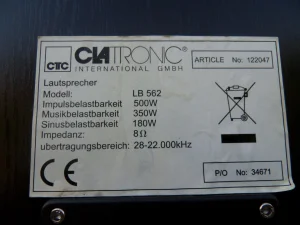 CTC CLATRONIC®
INTERNATIONAL GMBH
ARTICLE No: 122047
Lautsprecher
Modell: LB 562
Impulsbelastbarkeit 500W
Musikbelastbarkeit 350W
Sinusbelastbarkeit 180W
Impedanz: 8Ω
ubertragungsbereich: 28-22.000kHz
CE
P/O No: 34671